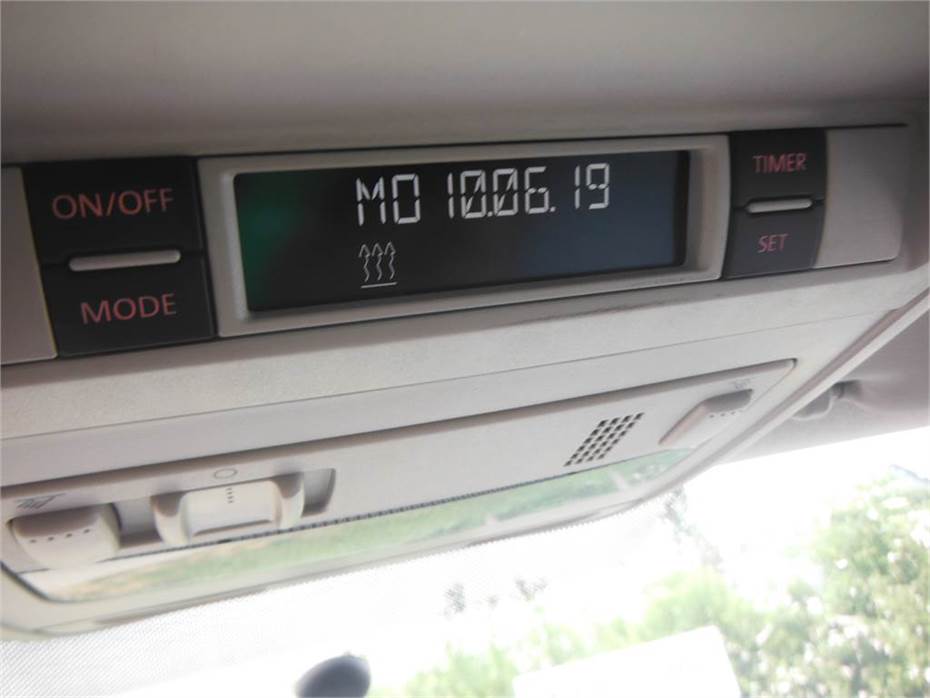 ON/OFF
MO 10.06.19
TIMER
MODE
SET